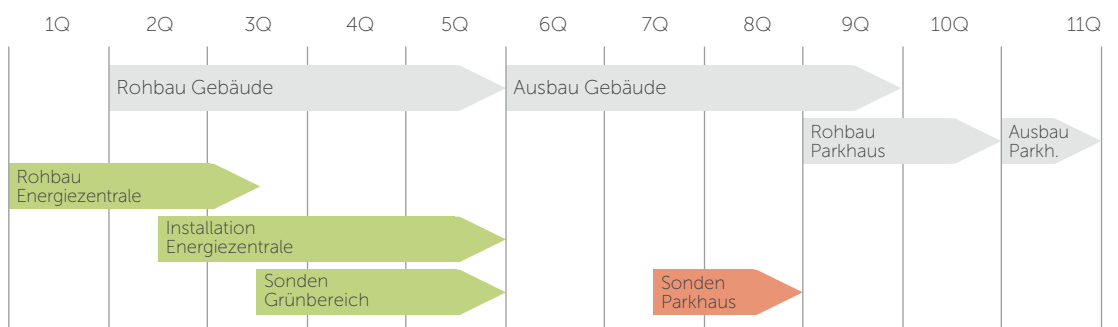 1Q 2Q 3Q 4Q 5Q 6Q 7Q 8Q 9Q 10Q 11Q
Rohbau Gebäude
Ausbau Gebäude
Rohbau
Parkhaus
Ausbau
Parkh.
Rohbau
Energiezentrale
Installation
Energiezentrale
Sonden
Grünbereich
Sonden
Parkhaus